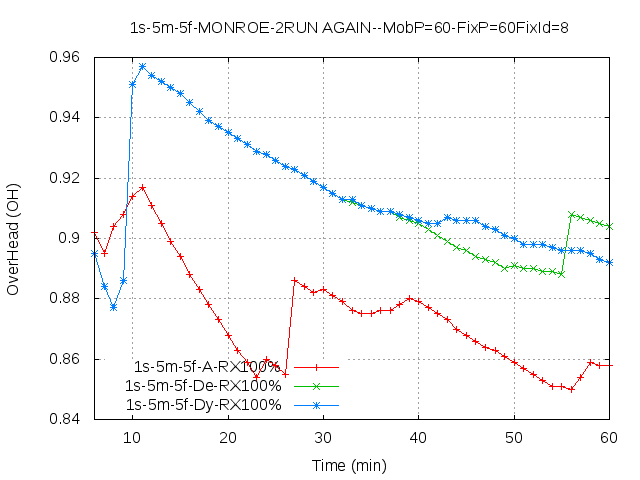 1s-5m-5f-MONROE-2RUN AGAIN--MobP=60-FixP=60FixId=8
0.96
0.94
0.92
0.9
0.88
0.86
0.84
OverHead (OH)
1s-5m-5f-A-RX100%
1s-5m-5f-De-RX100%
1s-5m-5f-Dy-RX100%
10 20 30 40 50 60
Time (min)